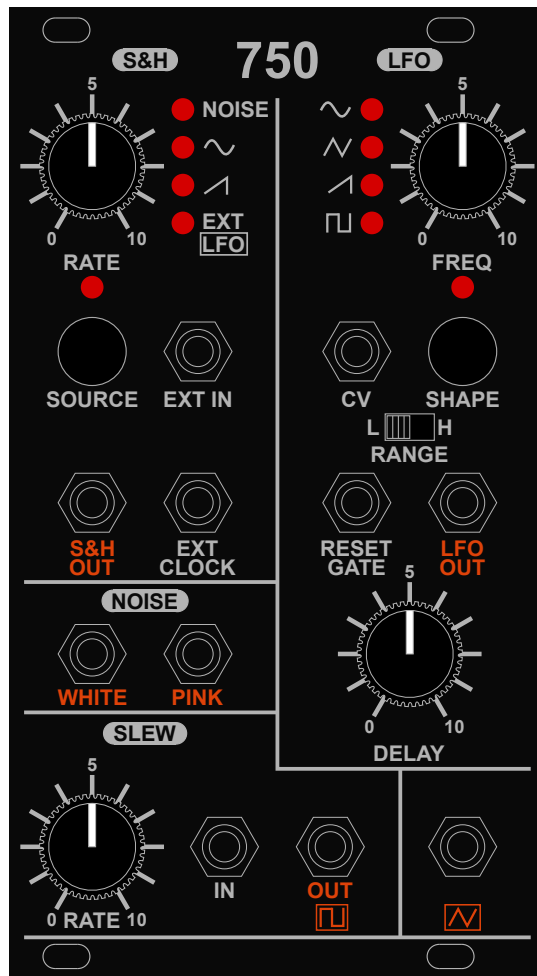 750
S&H
5
0
10
RATE
NOISE
EXT
LFO
SOURCE
EXT IN
S&H
OUT
EXT
CLOCK
LFO
5
0
10
FREQ
CV
SHAPE
L
H
RANGE
RESET
GATE
LFO
OUT
5
0
10
DELAY
NOISE
WHITE
PINK
SLEW
5
0 RATE 10
IN
OUT